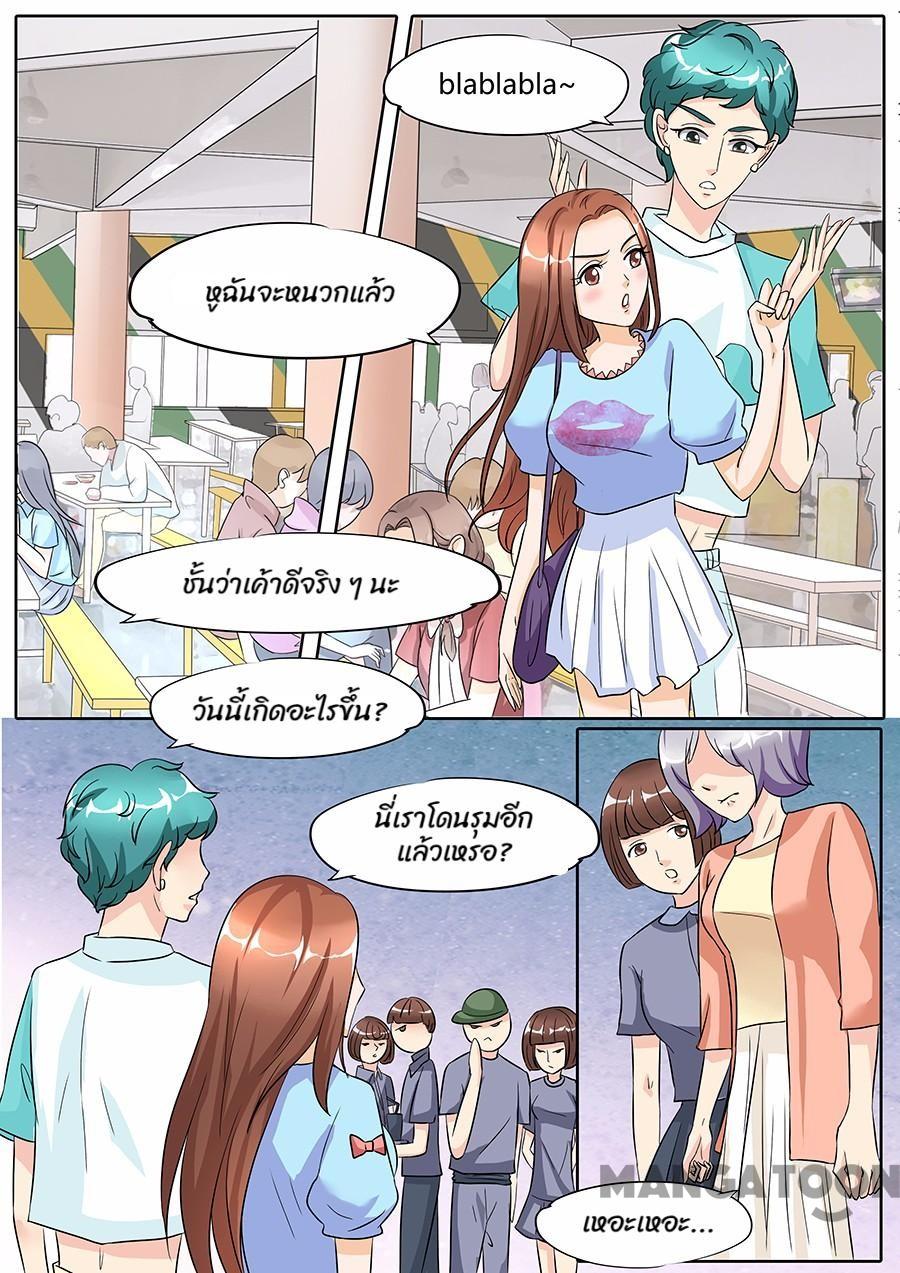 blablabla~
หูฉันจะหนวกแล้ว
ชั้นว่าเค้าดีจริง ๆ นะ
วันนี้เกิดอะไรขึ้น?
นี่เราโดนรุมอีก
แล้วเหรอ?
MANGATOON
เหอะเหอะ...